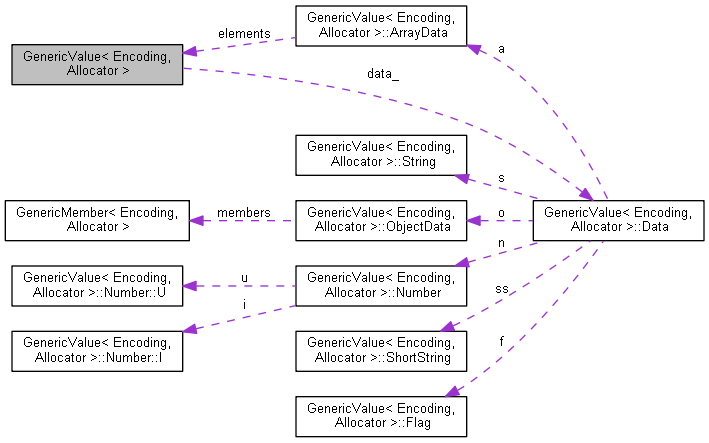 GenericValue< Encoding,
Allocator >::ArrayData
elements
a
GenericValue< Encoding,
Allocator >
data_
GenericValue< Encoding,
Allocator >::String
s
GenericMember< Encoding,
Allocator >
members
GenericValue< Encoding,
Allocator >::ObjectData
o
GenericValue< Encoding,
Allocator >::Data
n
GenericValue< Encoding,
Allocator >::Number::U
u
GenericValue< Encoding,
Allocator >::Number
ss
i
GenericValue< Encoding,
Allocator >::Number::I
GenericValue< Encoding,
Allocator >::ShortString
f
GenericValue< Encoding,
Allocator >::Flag